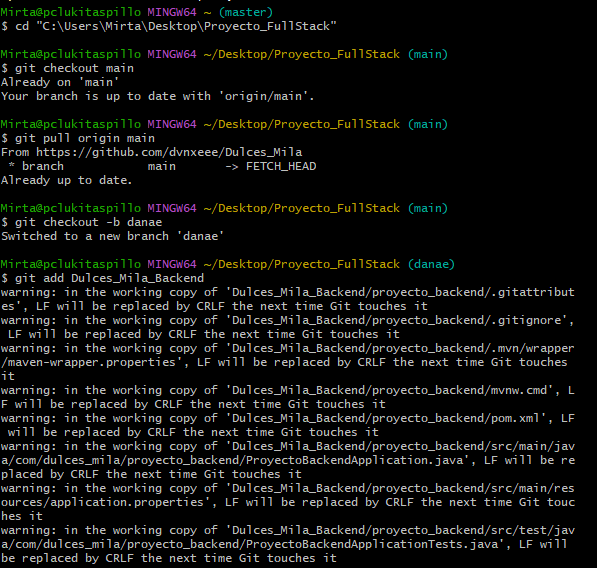 Mirta@pclukitaspillo MINGW64 ~ (master)
$ cd "C:\Users\Mirta\Desktop\Proyecto_FullStack"
Mirta@pclukitaspillo MINGW64 ~/Desktop/Proyecto_FullStack (main)
$ git checkout main
Already on 'main'
Your branch is up to date with 'origin/main'.
Mirta@pclukitaspillo MINGW64 ~/Desktop/Proyecto_FullStack (main)
$ git pull origin main
From https://github.com/dvnxeee/Dulces_Mila
 * branch            main       -> FETCH_HEAD
Already up to date.
Mirta@pclukitaspillo MINGW64 ~/Desktop/Proyecto_FullStack (main)
$ git checkout -b danae
Switched to a new branch 'danae'
Mirta@pclukitaspillo MINGW64 ~/Desktop/Proyecto_FullStack (danae)
$ git add Dulces_Mila_Backend
warning: in the working copy of 'Dulces_Mila_Backend/proyecto_backend/.gitattribut
es', LF will be replaced by CRLF the next time Git touches it
warning: in the working copy of 'Dulces_Mila_Backend/proyecto_backend/.gitignore',
 LF will be replaced by CRLF the next time Git touches it
warning: in the working copy of 'Dulces_Mila_Backend/proyecto_backend/.mvn/wrapper
/maven-wrapper.properties', LF will be replaced by CRLF the next time Git touches
it
warning: in the working copy of 'Dulces_Mila_Backend/proyecto_backend/mvnw.cmd', L
F will be replaced by CRLF the next time Git touches it
warning: in the working copy of 'Dulces_Mila_Backend/proyecto_backend/pom.xml', LF
 will be replaced by CRLF the next time Git touches it
warning: in the working copy of 'Dulces_Mila_Backend/proyecto_backend/src/main/jav
a/com/dulces_mila/proyecto_backend/ProyectoBackendApplication.java', LF will be re
placed by CRLF the next time Git touches it
warning: in the working copy of 'Dulces_Mila_Backend/proyecto_backend/src/main/res
ources/application.properties', LF will be replaced by CRLF the next time Git touc
hes it
warning: in the working copy of 'Dulces_Mila_Backend/proyecto_backend/src/test/jav
a/com/dulces_mila/proyecto_backend/ProyectoBackendApplicationTests.java', LF will
be replaced by CRLF the next time Git touches it